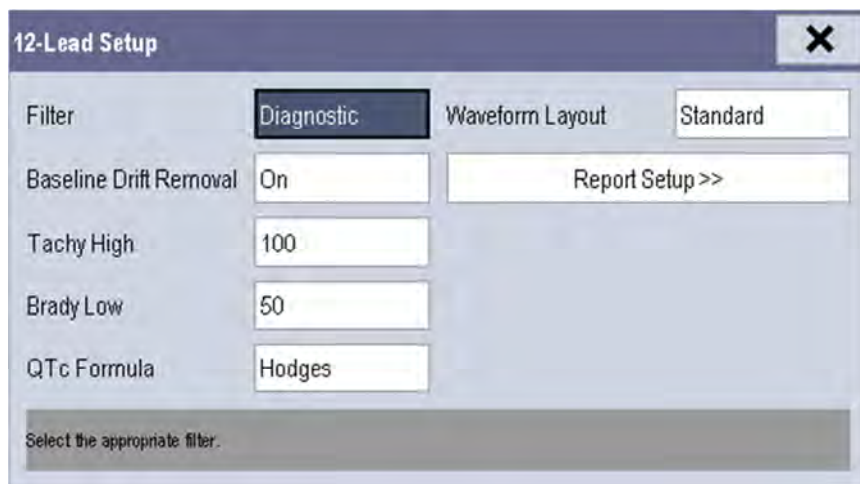 12-Lead Setup
Filter Diagnostic Waveform Layout Standard
Baseline Drift Removal On Report Setup >>
Tachy High 100
Brady Low 50
QTc Formula Hodges
Select the appropriate filter.